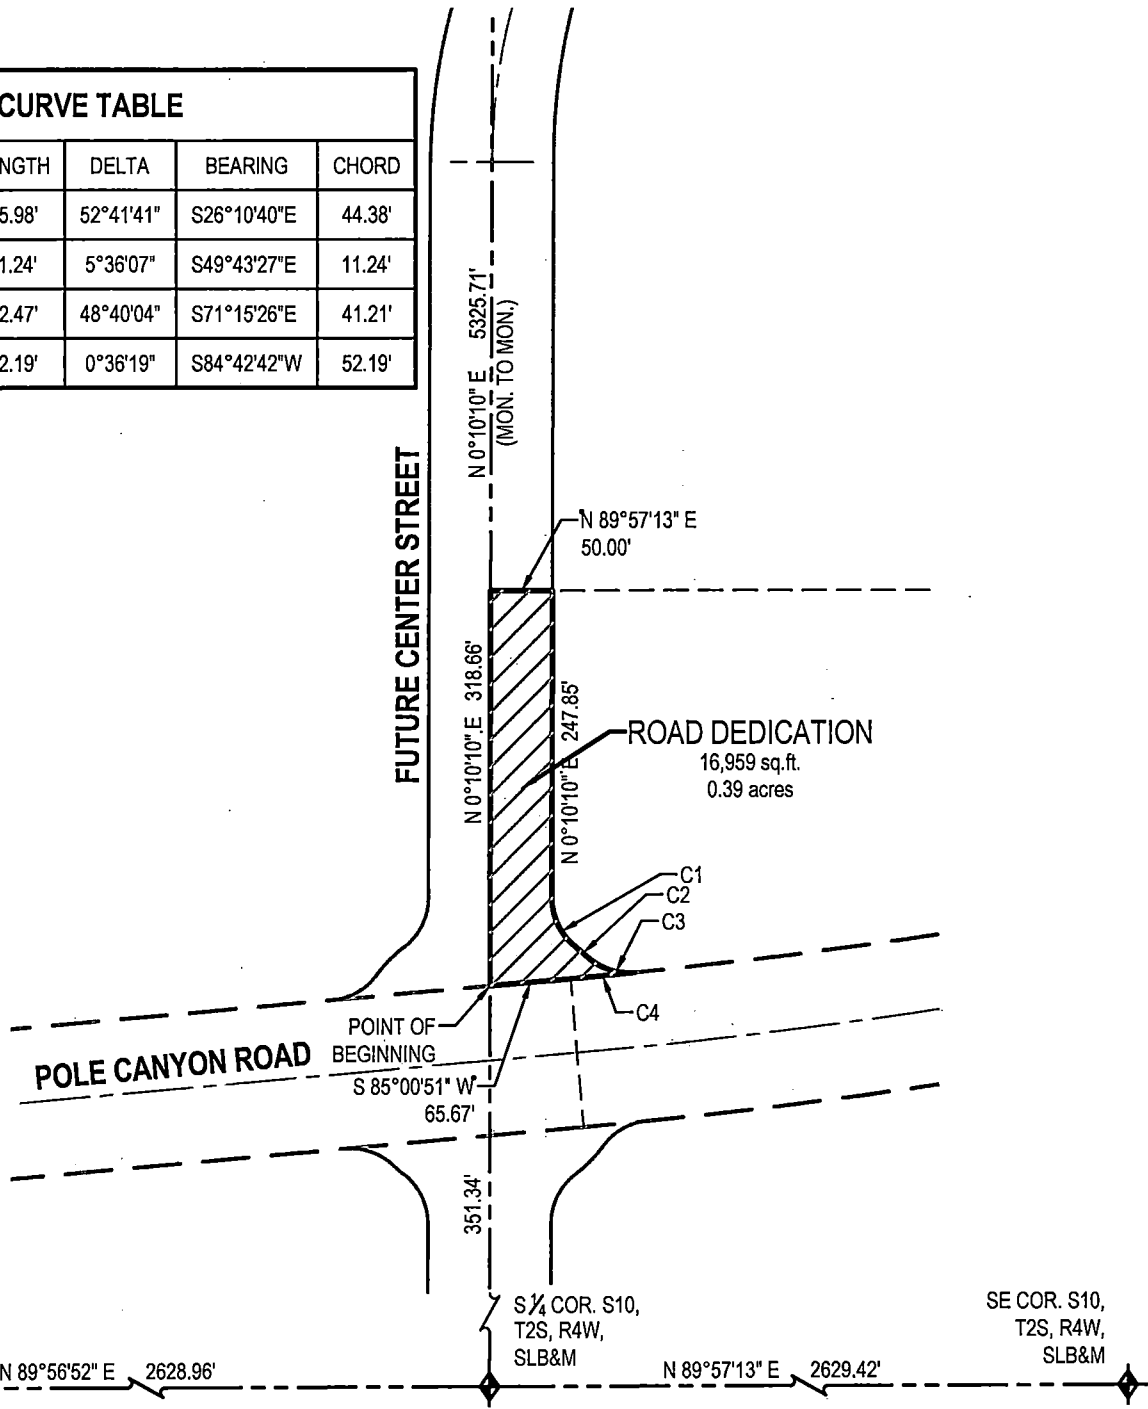 CURVE TABLE
NGTH DELTA BEARING CHORD
5.98' 52°41'41" S26°10'40"E 44.38'
1.24' 5°36'07" S49°43'27"E 11.24'
2.47' 48°40'04" S71°15'26"E 41.21'
2.19' 0°36'19" S84°42'42"W 52.19'
N 0°10'10" E 5325.71'
(MON. TO MON.)
FUTURE CENTER STREET
N 89°57'13" E
50.00'
N 0°10'10" E 318.66'
N 0°10'10" E 247.85'
ROAD DEDICATION
16,959 sq.ft.
0.39 acres
C1
C2
C3
C4
POINT OF
BEGINNING
POLE CANYON ROAD
S 85°00'51" W
65.67'
351.34'
S 1/4 COR. S10,
T2S, R4W,
SLB&M
SE COR. S10,
T2S, R4W,
SLB&M
N 89°56'52" E 2628.96'
N 89°57'13" E 2629.42'